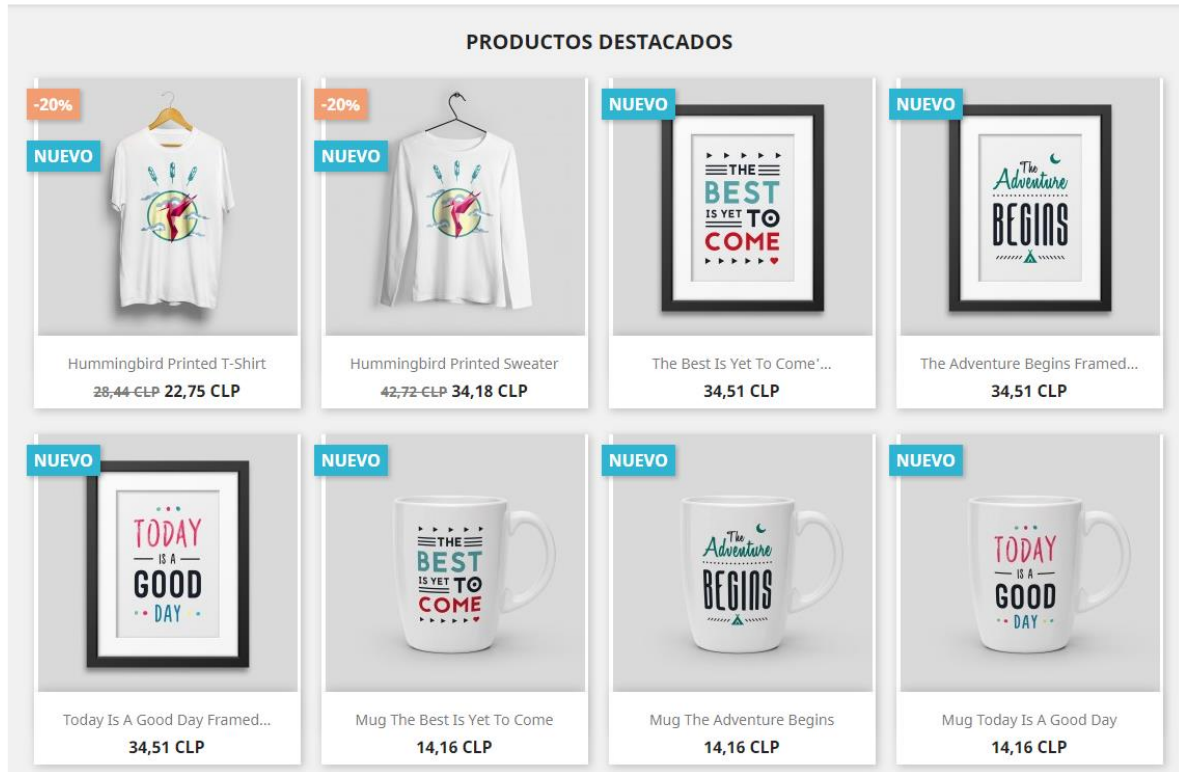 PRODUCTOS DESTACADOS
-20%
NUEVO
Hummingbird Printed T-Shirt
28,44 CLP 22,75 CLP
-20%
NUEVO
Hummingbird Printed Sweater
42,72 CLP 34,18 CLP
NUEVO
THE
BEST
IS YET TO
COME
The Best Is Yet To Come'...
34,51 CLP
NUEVO
The
Adventure
BEGINS
The Adventure Begins Framed...
34,51 CLP
NUEVO
TODAY
IS A
GOOD
DAY
Today Is A Good Day Framed...
34,51 CLP
NUEVO
THE
BEST
IS YET TO
COME
Mug The Best Is Yet To Come
14,16 CLP
NUEVO
The
Adventure
BEGINS
Mug The Adventure Begins
14,16 CLP
NUEVO
TODAY
IS A
GOOD
DAY
Mug Today Is A Good Day
14,16 CLP